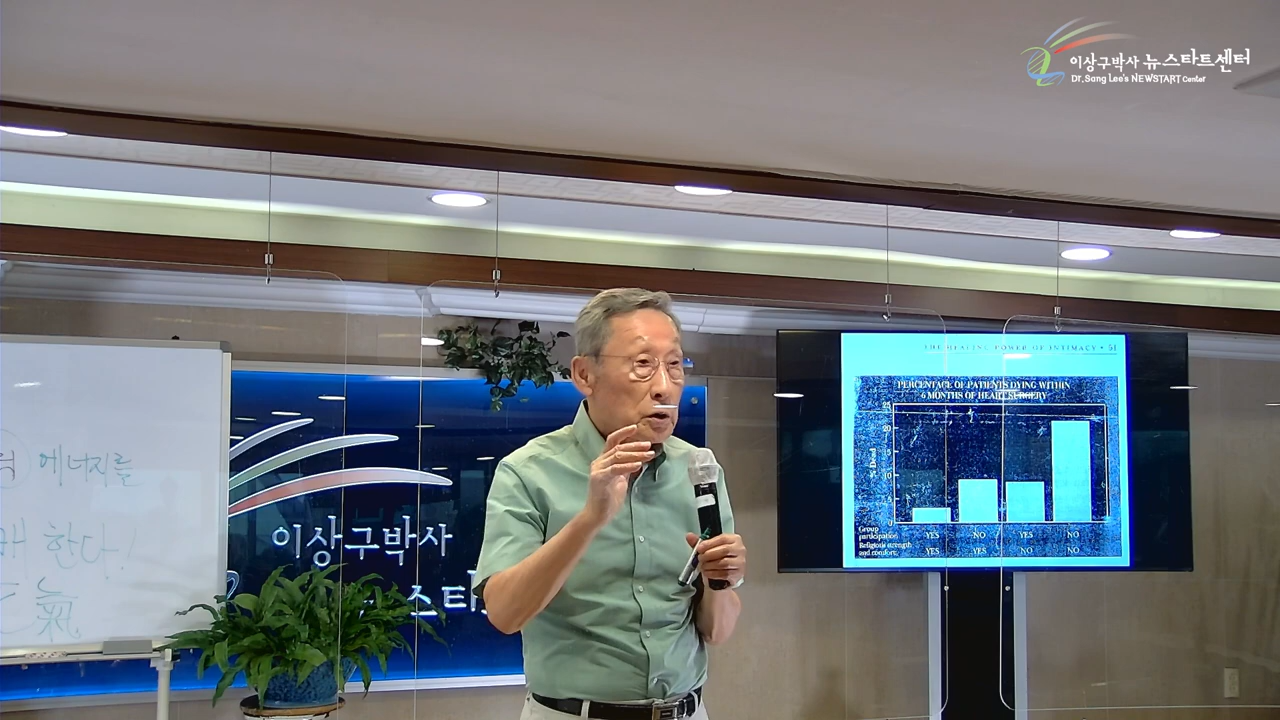 이상구박사 뉴스타트센터
Dr. Sang Lee's NEWSTART Center
에너지를
한다!
氣
이상구박사
스타
THE HEALING POWER OF INTIMACY • 51
PERCENTAGE OF PATIENTS DYING WITHIN
6 MONTHS OF HEART SURGERY
25
20
15
10
5
0
% Dead
Group
participation YES NO YES NO
Religious strength
and comfort YES YES NO NO